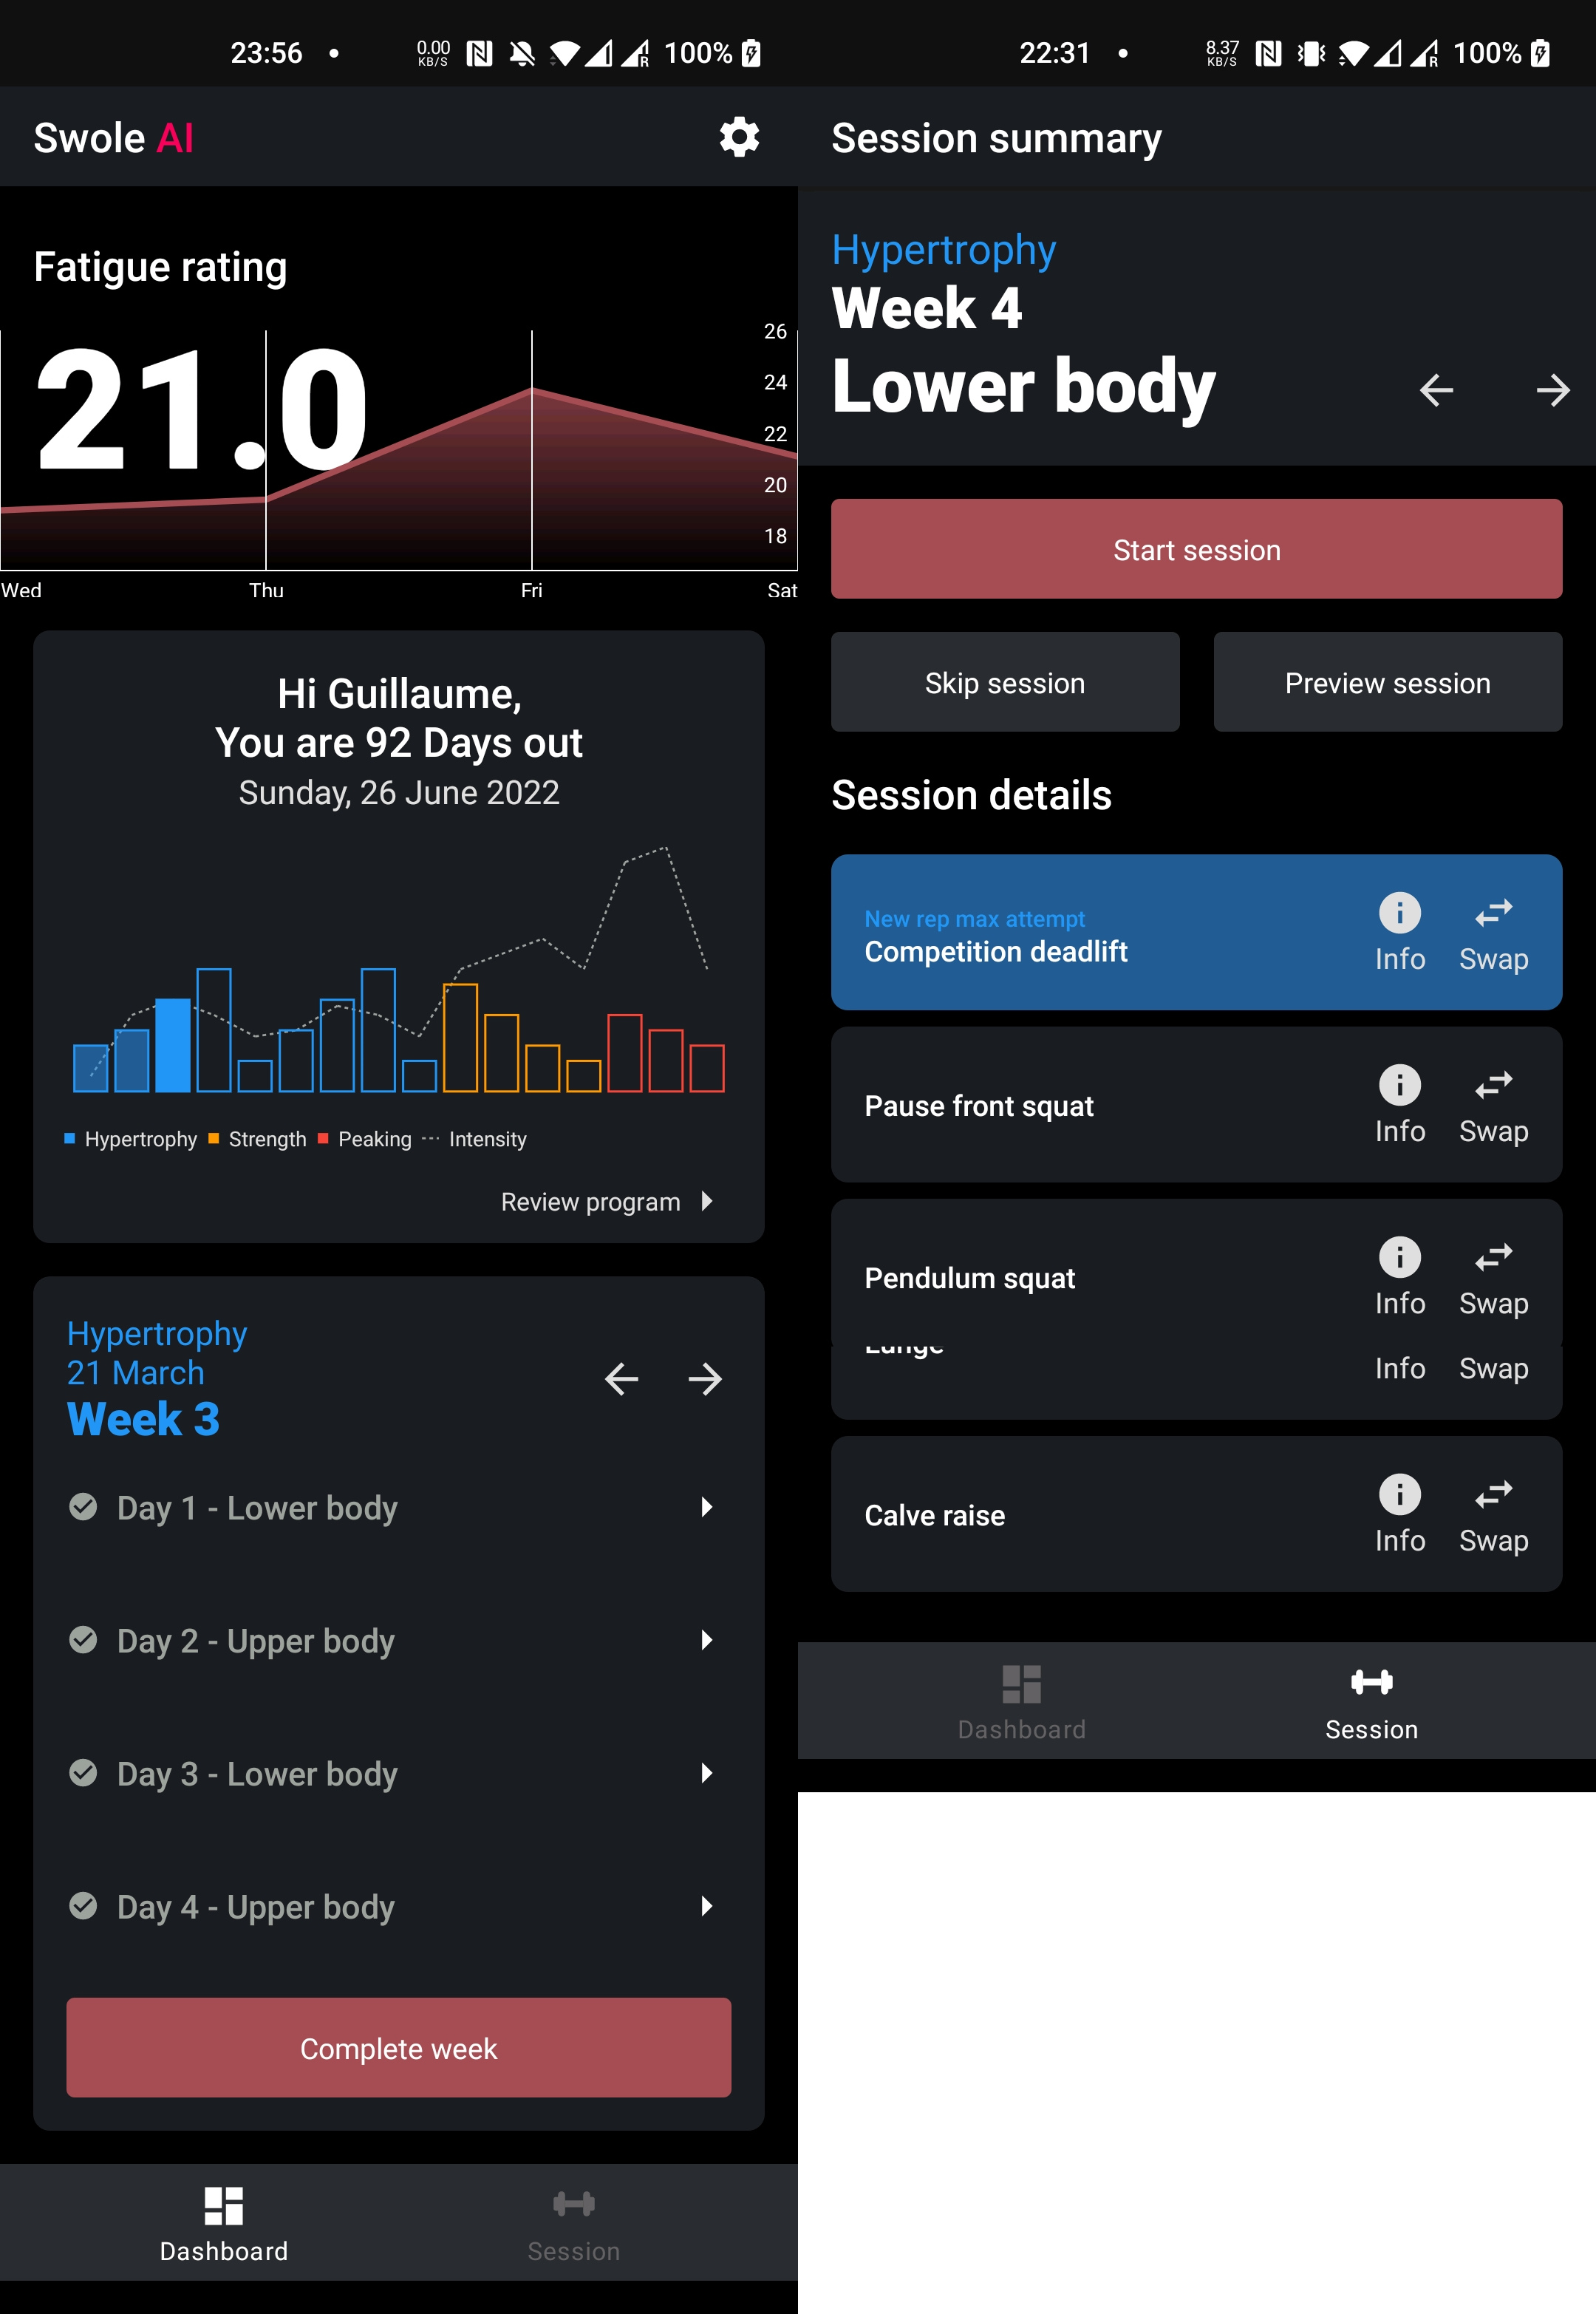 23:56
0.00
KB/S
R
100%
Swole AI
Fatigue rating
21.0
26
24
22
20
18
Wed Thu Fri Sat
Hi Guillaume,
You are 92 Days out
Sunday, 26 June 2022
Hypertrophy Strength Peaking Intensity
Review program
Hypertrophy
21 March
Week 3
Day 1 - Lower body
Day 2 - Upper body
Day 3 - Lower body
Day 4 - Upper body
Complete week
Dashboard Session
22:31
8.37
KB/S
R
100%
Session summary
Hypertrophy
Week 4
Lower body
Start session
Skip session Preview session
Session details
New rep max attempt
Competition deadlift
Info Swap
Pause front squat
Info Swap
Pendulum squat
Info Swap
Lunge
Info Swap
Calve raise
Info Swap
Dashboard Session